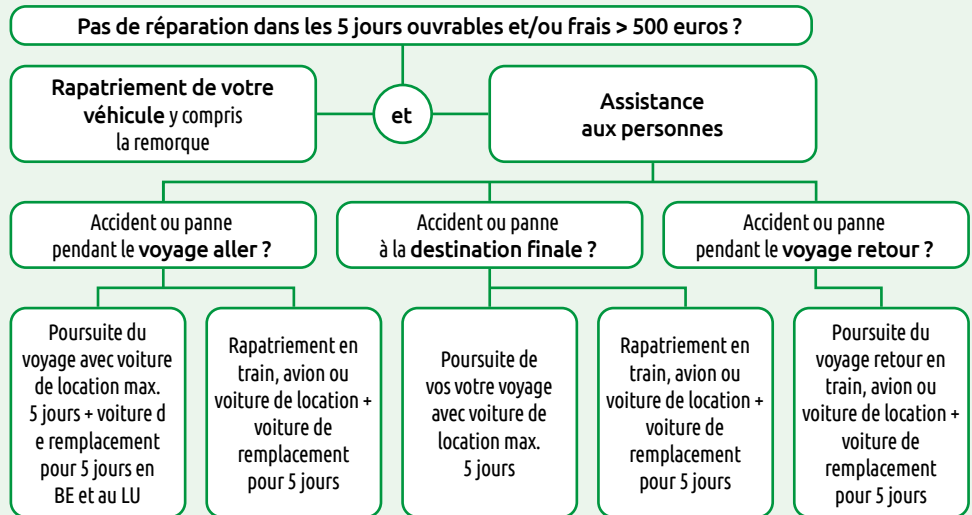 Pas de réparation dans les 5 jours ouvrables et/ou frais > 500 euros ?
Rapatriement de votre
véhicule y compris
la remorque
et
Assistance
aux personnes
Accident ou panne
pendant le voyage aller ?
Accident ou panne
à la destination finale ?
Accident ou panne
pendant le voyage retour ?
Poursuite du
voyage avec voiture
de location max.
5 jours + voiture d
e remplacement
pour 5 jours en
BE et au LU
Rapatriement en
train, avion ou
voiture de location +
voiture de
remplacement
pour 5 jours
Poursuite de
vos votre voyage
avec voiture de
location max.
5 jours
Rapatriement en
train, avion ou
voiture de location +
voiture de
remplacement
pour 5 jours
Poursuite du
voyage retour en
train, avion ou
voiture de location +
voiture de
remplacement
pour 5 jours